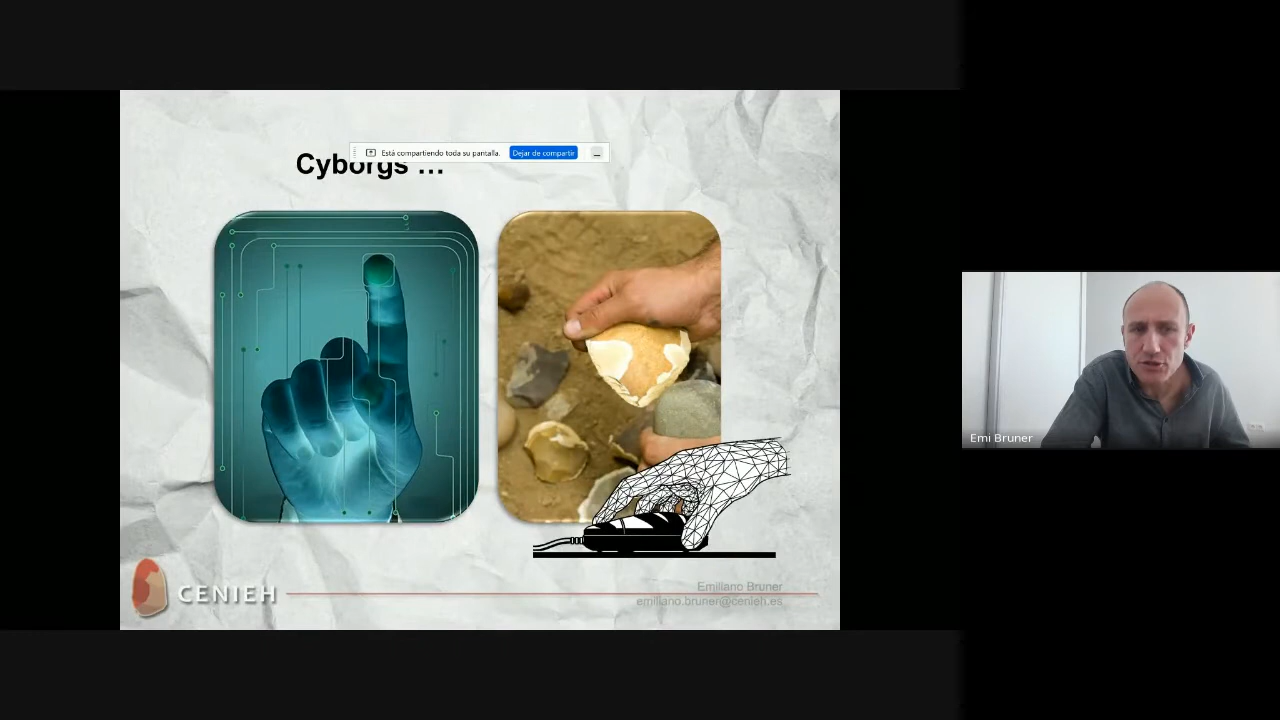 Está compartiendo toda su pantalla. Dejar de compartir
Cyborgs ...
CENIEH
Emiliano Bruner
emiliano.bruner@cenieh.es
Emi Bruner